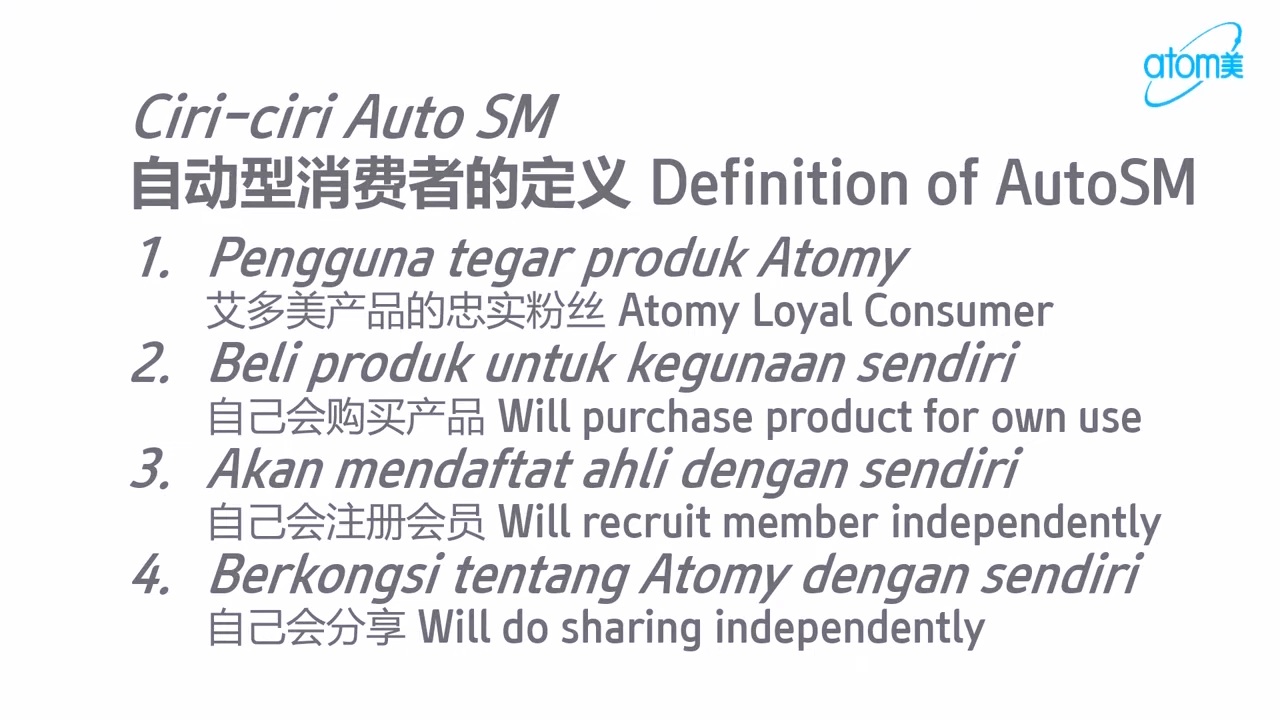 atom美
Ciri-ciri Auto SM
自动型消费者的定义 Definition of AutoSM
1. Pengguna tegar produk Atomy
艾多美产品的忠实粉丝 Atomy Loyal Consumer
2. Beli produk untuk kegunaan sendiri
自己会购买产品 Will purchase product for own use
3. Akan mendaftat ahli dengan sendiri
自己会注册会员 Will recruit member independently
4. Berkongsi tentang Atomy dengan sendiri
自己会分享 Will do sharing independently